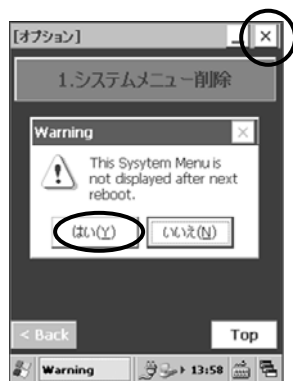 [オプション]
1.システムメニュー削除
Warning
This Sysytem Menu is
not displayed after next
reboot.
はい(Y) いいえ(N)
< Back Top
Warning 13:58